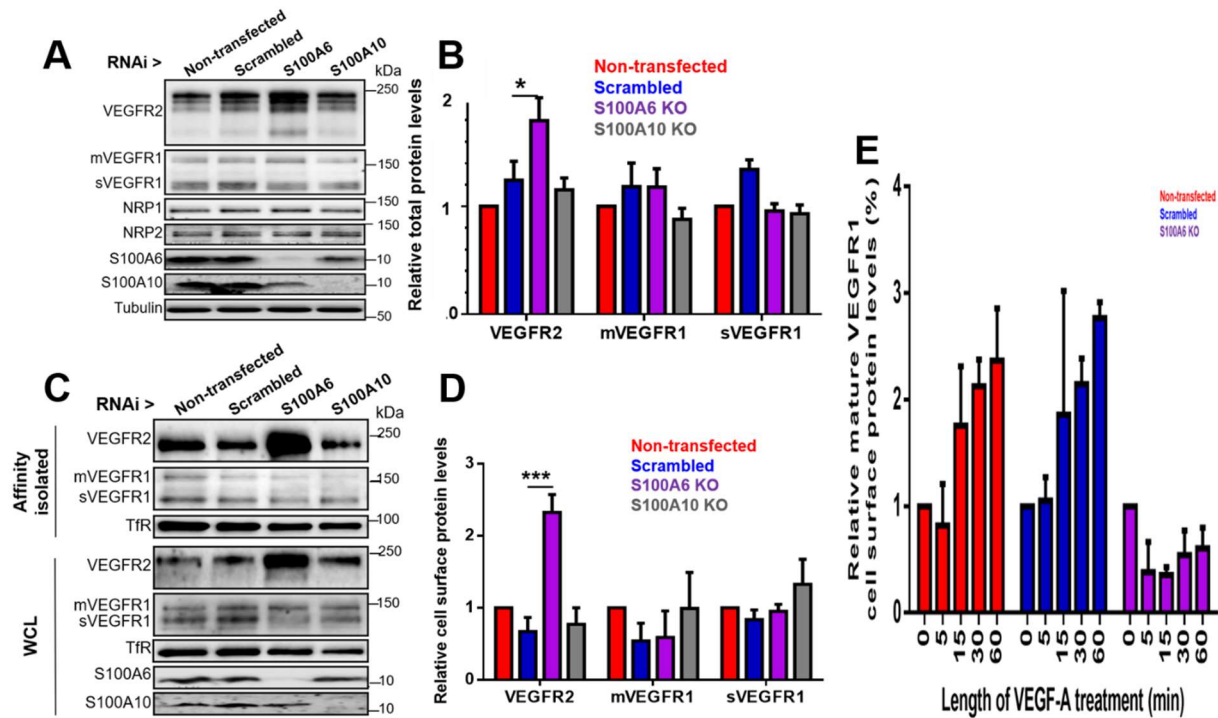 A
RNAi >
Non-transfected
Scrambled
S100A6
S100A10
kDa
VEGFR2
250
mVEGFR1
150
sVEGFR1
NRP1
150
NRP2
50
S100A6
10
S100A10
10
Tubulin
50
B
Non-transfected
Scrambled
S100A6 KO
S100A10 KO
Relative total protein levels
2
1
.0
*
VEGFR2
mVEGFR1
sVEGFR1
C
RNAi >
Non-transfected
Scrambled
S100A6
S100A10
kDa
Affinity
isolated
VEGFR2
250
mVEGFR1
150
sVEGFR1
TfR
100
WCL
VEGFR2
250
mVEGFR1
150
sVEGFR1
TfR
S100A6
10
S100A10
D
Non-transfected
Scrambled
S100A6 KO
S100A10 KO
Relative cell surface protein levels
3
2
1
0
***
VEGFR2
mVEGFR1
sVEGFR1
E
Non-transfected
Scrambled
S100A6 KO
Relative mature VEGFR1
cell surface protein levels (%)
4
3
2
1
0
0 5 15 30 60 0 5 15 30 60 0 5 15 30 60
Length of VEGF-A treatment (min)